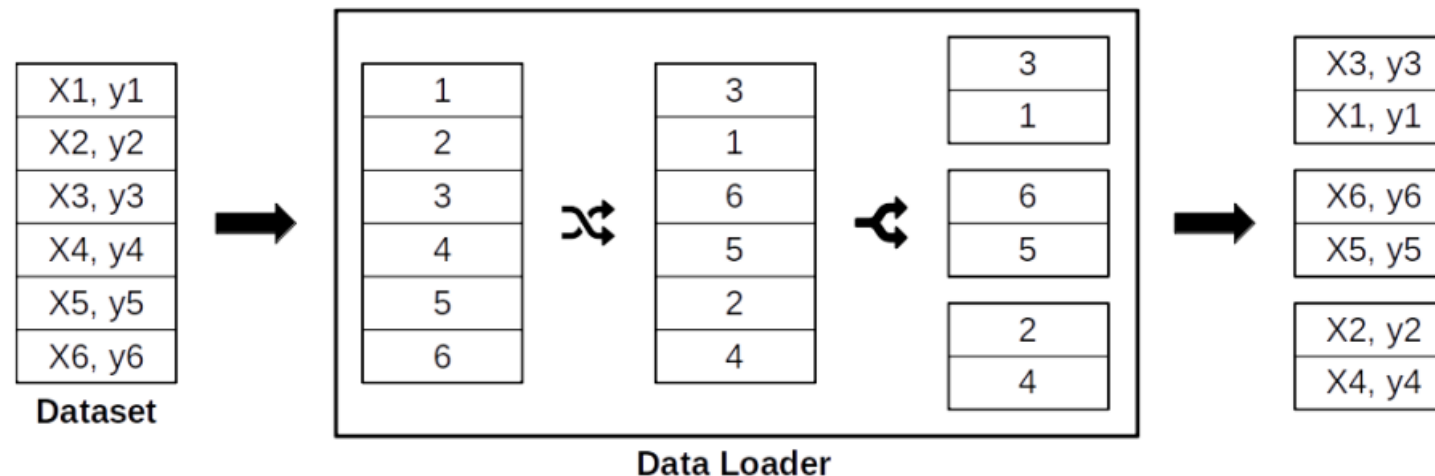 X1, y1
X2, y2
X3, y3
X4, y4
X5, y5
X6, y6
Dataset
1
2
3
4
5
6
3
1
6
5
2
4
3
1
6
5
2
4
Data Loader
X3, y3
X1, y1
X6, y6
X5, y5
X2, y2
X4, y4